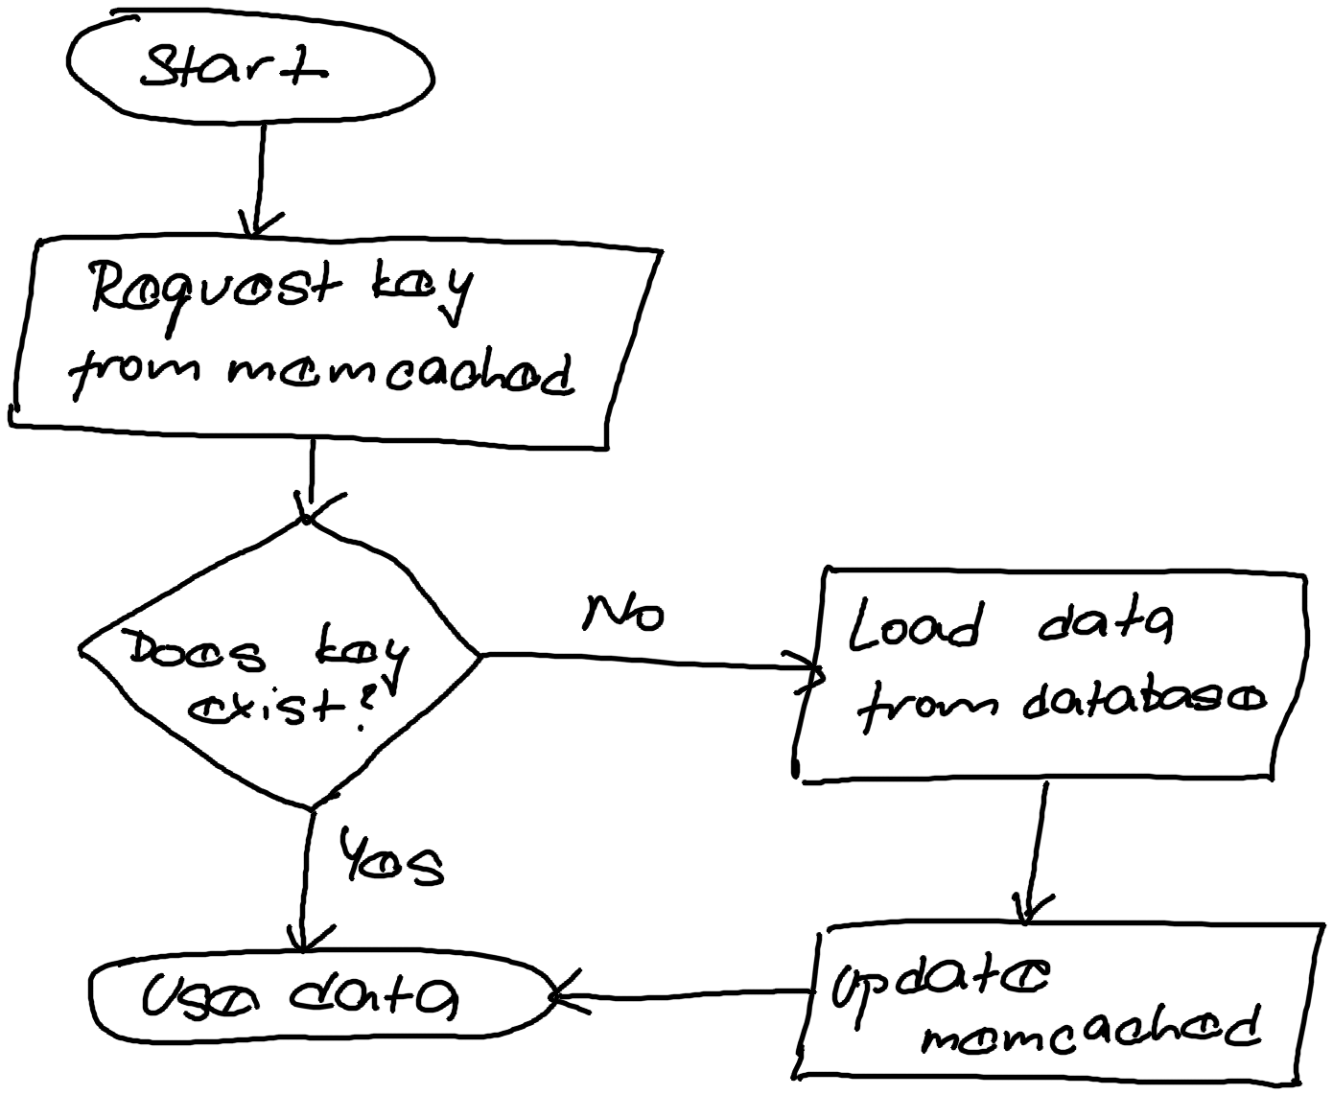 Start
Request key
from memcached
Does key
exist?
No
Load data
from database
Yes
Use data
Update
memcached